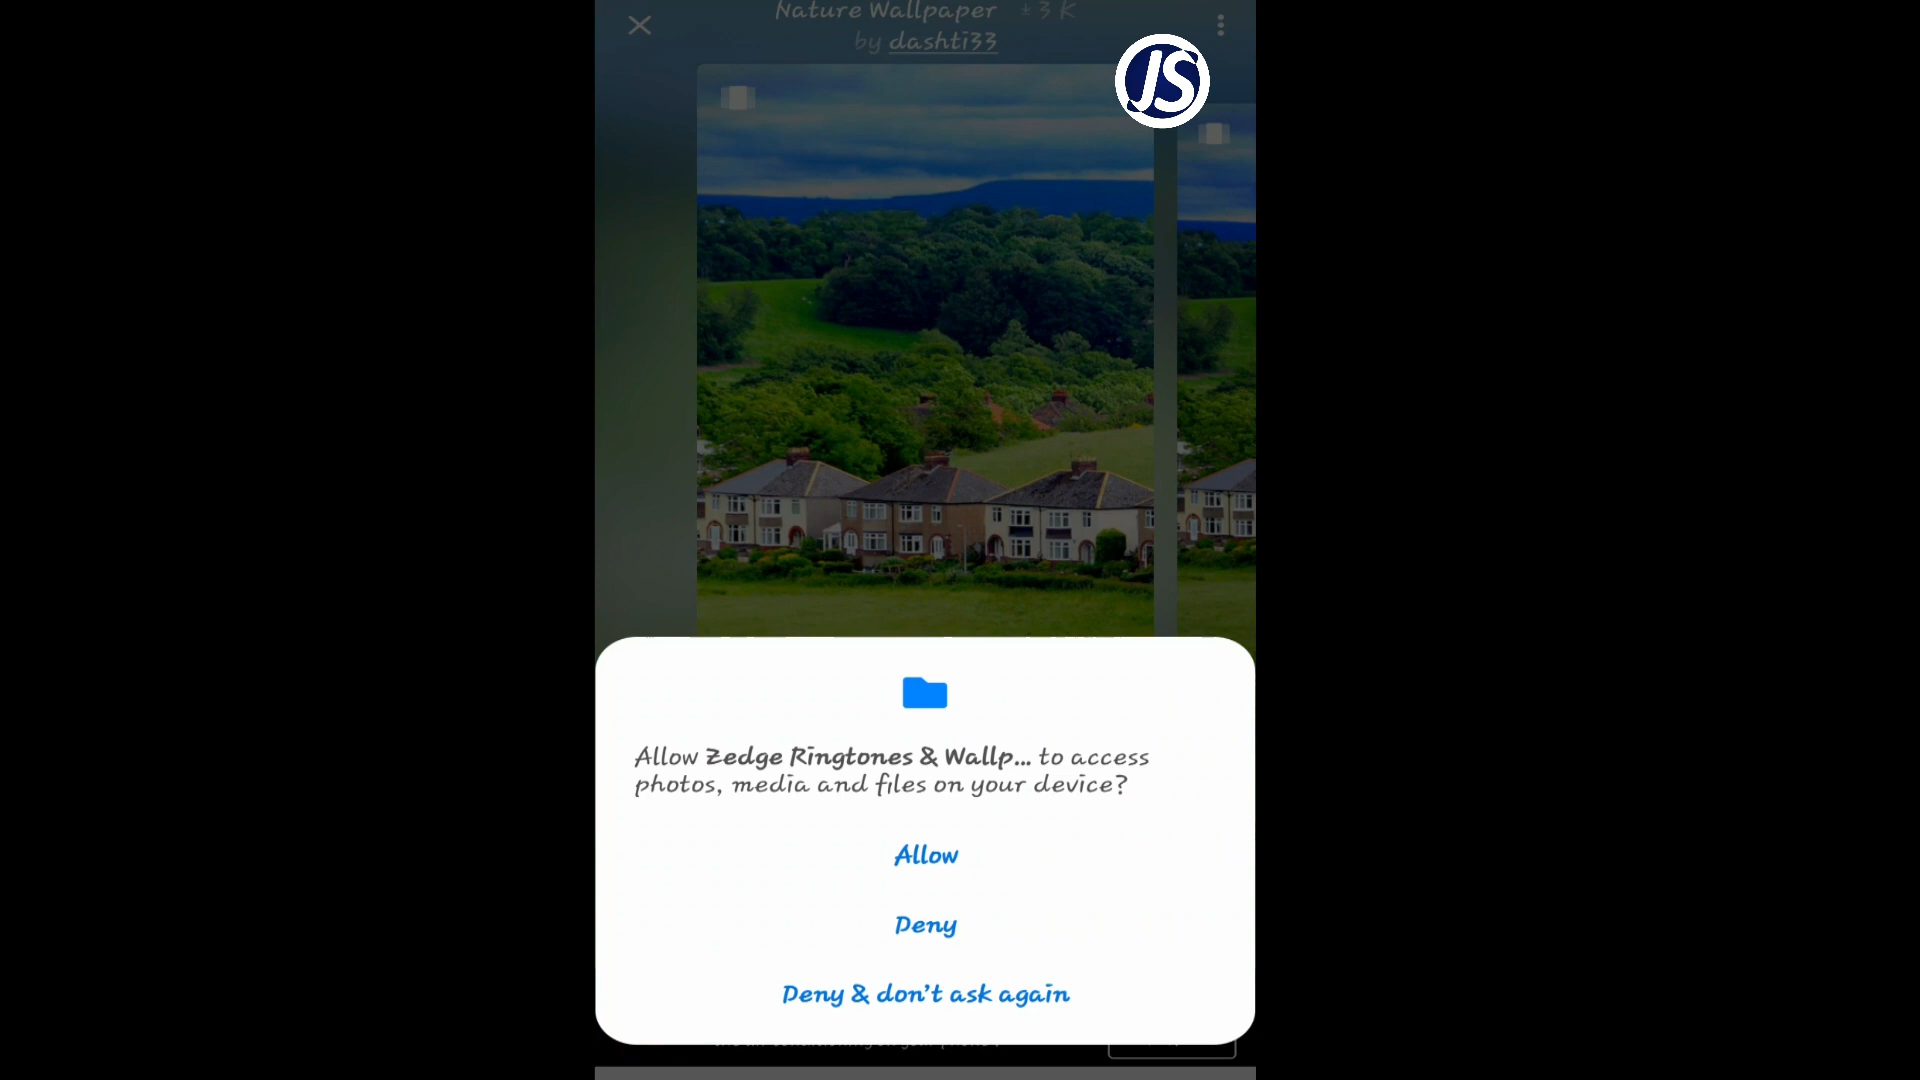 Nature Wallpaper ± 3 K
by dashti33
JS
Allow Zedge Ringtones & Wallp... to access
photos, media and files on your device?
Allow
Deny
Deny & don't ask again